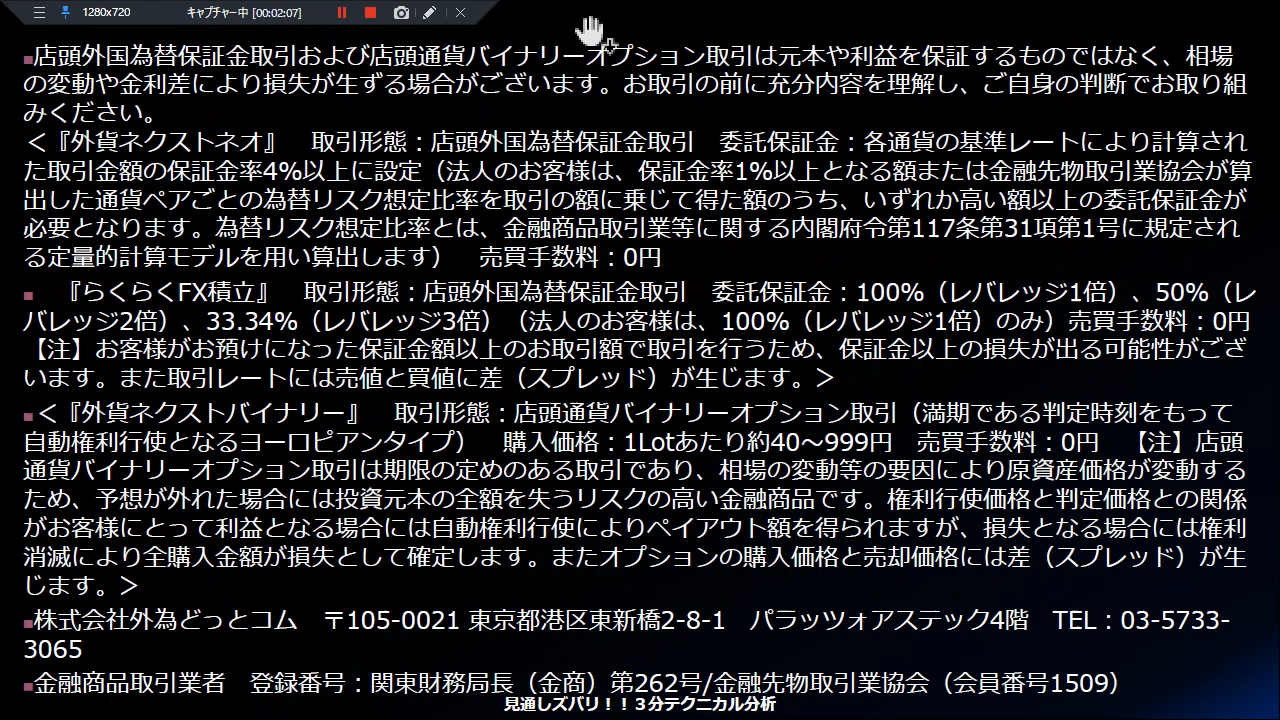 1280x720 キャプチャー中 [00:02:07]
■店頭外国為替保証金取引および店頭通貨バイナリーオプション取引は元本や利益を保証するものではなく、相場
の変動や金利差により損失が生ずる場合がございます。お取引の前に充分内容を理解し、ご自身の判断でお取り組
みください。
＜『外貨ネクストネオ』　取引形態：店頭外国為替保証金取引　委託保証金：各通貨の基準レートにより計算され
た取引金額の保証金率4%以上に設定（法人のお客様は、保証金率1%以上となる額または金融先物取引業協会が算
出した通貨ペアごとの為替リスク想定比率を取引の額に乗じて得た額のうち、いずれか高い額以上の委託保証金が
必要となります。為替リスク想定比率とは、金融商品取引業等に関する内閣府令第117条第31項第1号に規定され
る定量的計算モデルを用い算出します）　売買手数料：0円
■　『らくらくFX積立』　取引形態：店頭外国為替保証金取引　委託保証金：100%（レバレッジ1倍）、50%（レ
バレッジ2倍）、33.34%（レバレッジ3倍）（法人のお客様は、100%（レバレッジ1倍）のみ）売買手数料：0円
【注】お客様がお預けになった保証金額以上のお取引額で取引を行うため、保証金以上の損失が出る可能性がござ
います。また取引レートには売値と買値に差（スプレッド）が生じます。＞
■＜『外貨ネクストバイナリー』　取引形態：店頭通貨バイナリーオプション取引（満期である判定時刻をもって
自動権利行使となるヨーロピアンタイプ）　購入価格：1Lotあたり約40～999円　売買手数料：0円　【注】店頭
通貨バイナリーオプション取引は期限の定めのある取引であり、相場の変動等の要因により原資産価格が変動する
ため、予想が外れた場合には投資元本の全額を失うリスクの高い金融商品です。権利行使価格と判定価格との関係
がお客様にとって利益となる場合には自動権利行使によりペイアウト額を得られますが、損失となる場合には権利
消滅により全購入金額が損失として確定します。またオプションの購入価格と売却価格には差（スプレッド）が生
じます。＞
■株式会社外為どっとコム　〒105-0021 東京都港区東新橋2-8-1　パラッツォアステック4階　TEL：03-5733-
3065
■金融商品取引業者　登録番号：関東財務局長（金商）第262号/金融先物取引業協会（会員番号1509）
見通しズバリ！！３分テクニカル分析